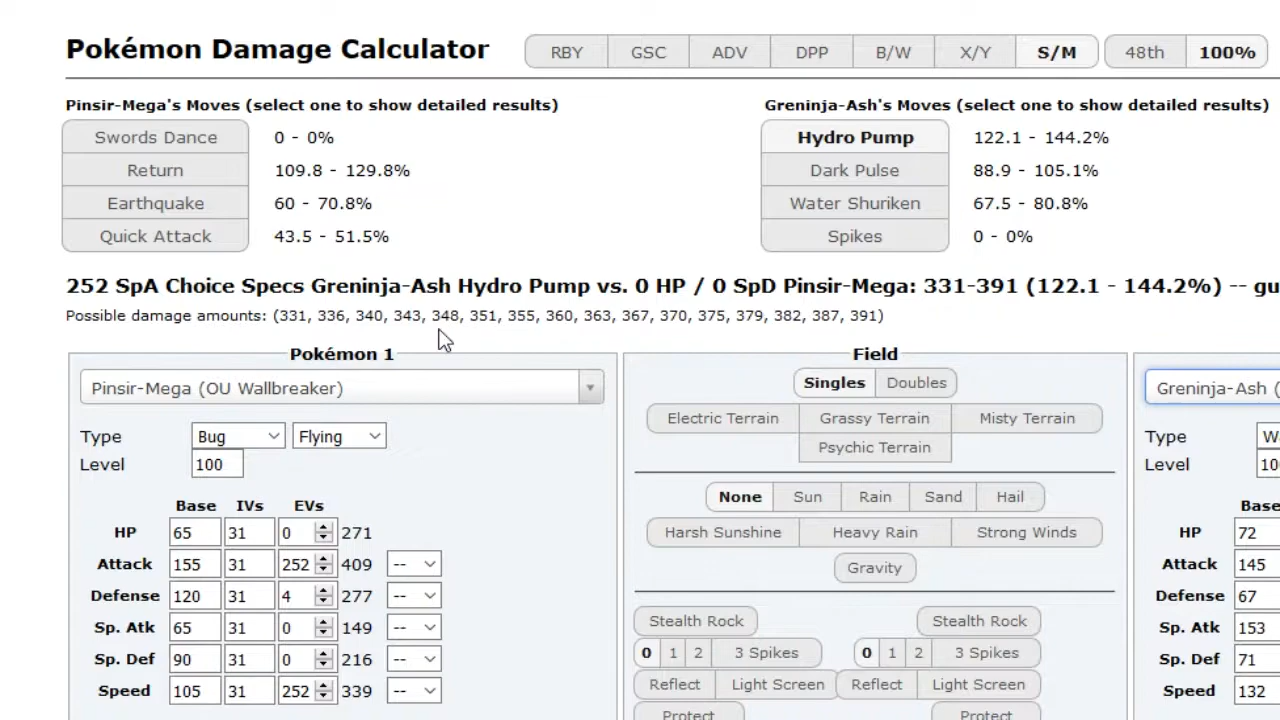 Pokémon Damage Calculator RBY GSC ADV DPP B/W X/Y S/M 48th 100%
Pinsir-Mega's Moves (select one to show detailed results) Greninja-Ash's Moves (select one to show detailed results)
Swords Dance 0 - 0% Hydro Pump 122.1 - 144.2%
Return 109.8 - 129.8% Dark Pulse 88.9 - 105.1%
Earthquake 60 - 70.8% Water Shuriken 67.5 - 80.8%
Quick Attack 43.5 - 51.5% Spikes 0 - 0%
252 SpA Choice Specs Greninja-Ash Hydro Pump vs. 0 HP / 0 SpD Pinsir-Mega: 331-391 (122.1 - 144.2%) -- gu
Possible damage amounts: (331, 336, 340, 343, 348, 351, 355, 360, 363, 367, 370, 375, 379, 382, 387, 391)
Pokémon 1 Field
Pinsir-Mega (OU Wallbreaker) Singles Doubles Greninja-Ash (
Electric Terrain Grassy Terrain Misty Terrain
Type Bug Flying Psychic Terrain Type Wa
Level 100 Level 10
None Sun Rain Sand Hail
Base IVs EVs Base
HP 65 31 0 271 Harsh Sunshine Heavy Rain Strong Winds HP 72
Attack 155 31 252 409 -- Gravity Attack 145
Defense 120 31 4 277 -- Defense 67
Sp. Atk 65 31 0 149 -- Stealth Rock Stealth Rock Sp. Atk 153
Sp. Def 90 31 0 216 -- 0 1 2 3 Spikes 0 1 2 3 Spikes Sp. Def 71
Speed 105 31 252 339 -- Reflect Light Screen Reflect Light Screen Speed 132
Protect Protect